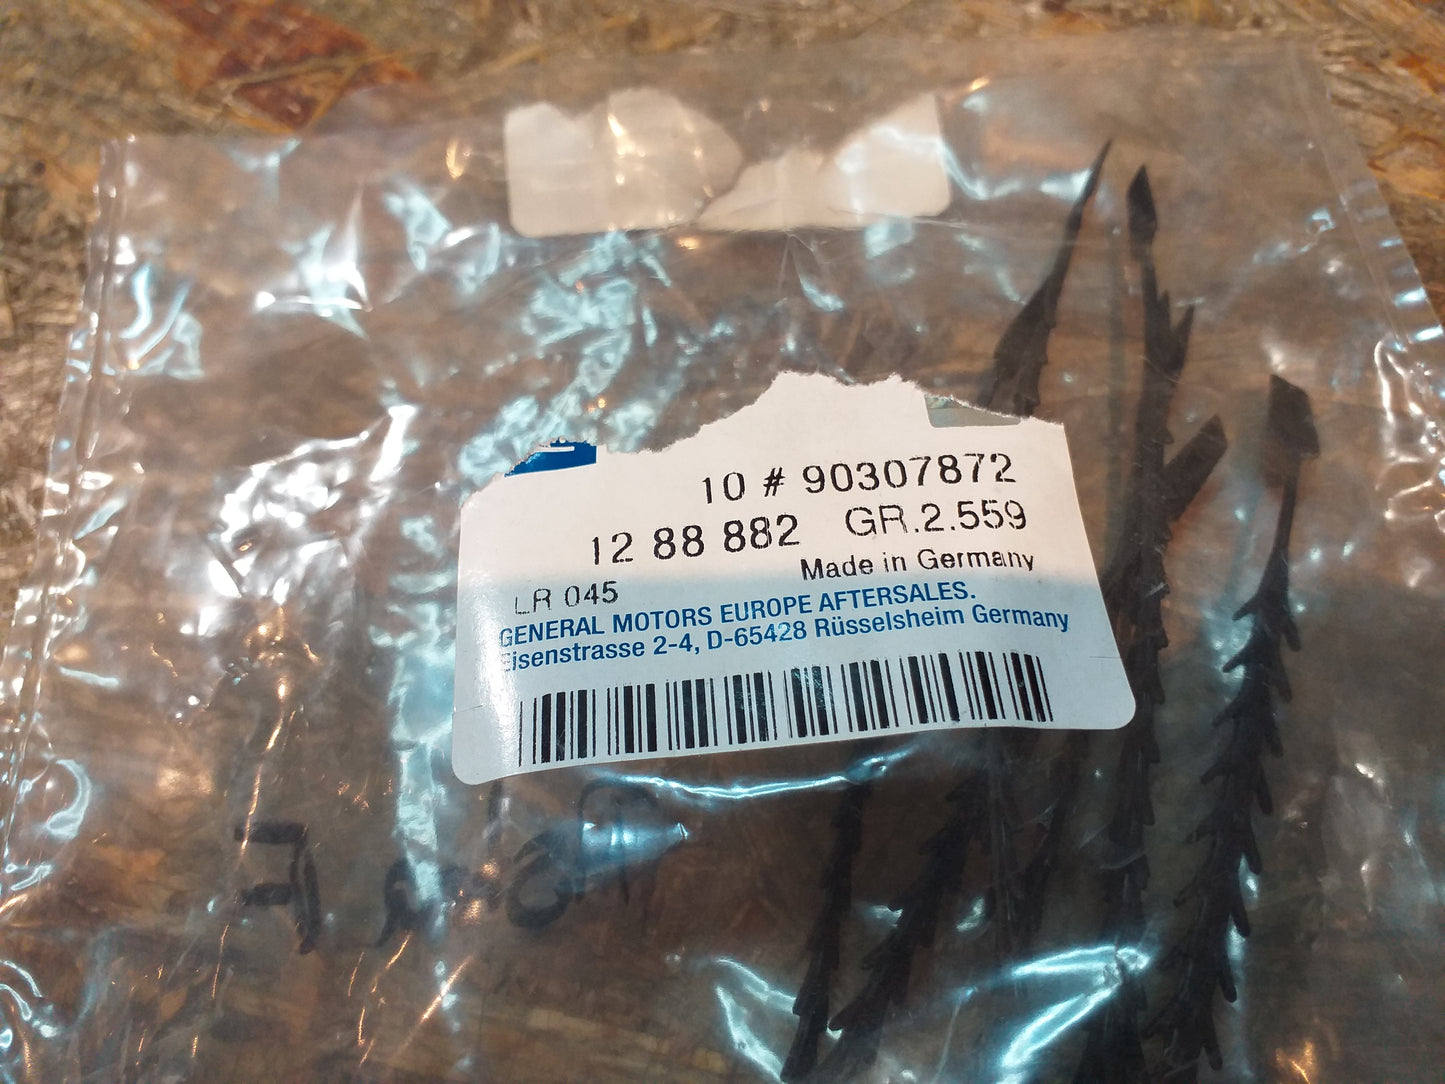 10 # 90307872
12 88 882 GR.2.559
Made in Germany
LR 045
GENERAL MOTORS EUROPE AFTERSALES.
Eisenstrasse 2-4, D-65428 Rüsselsheim Germany